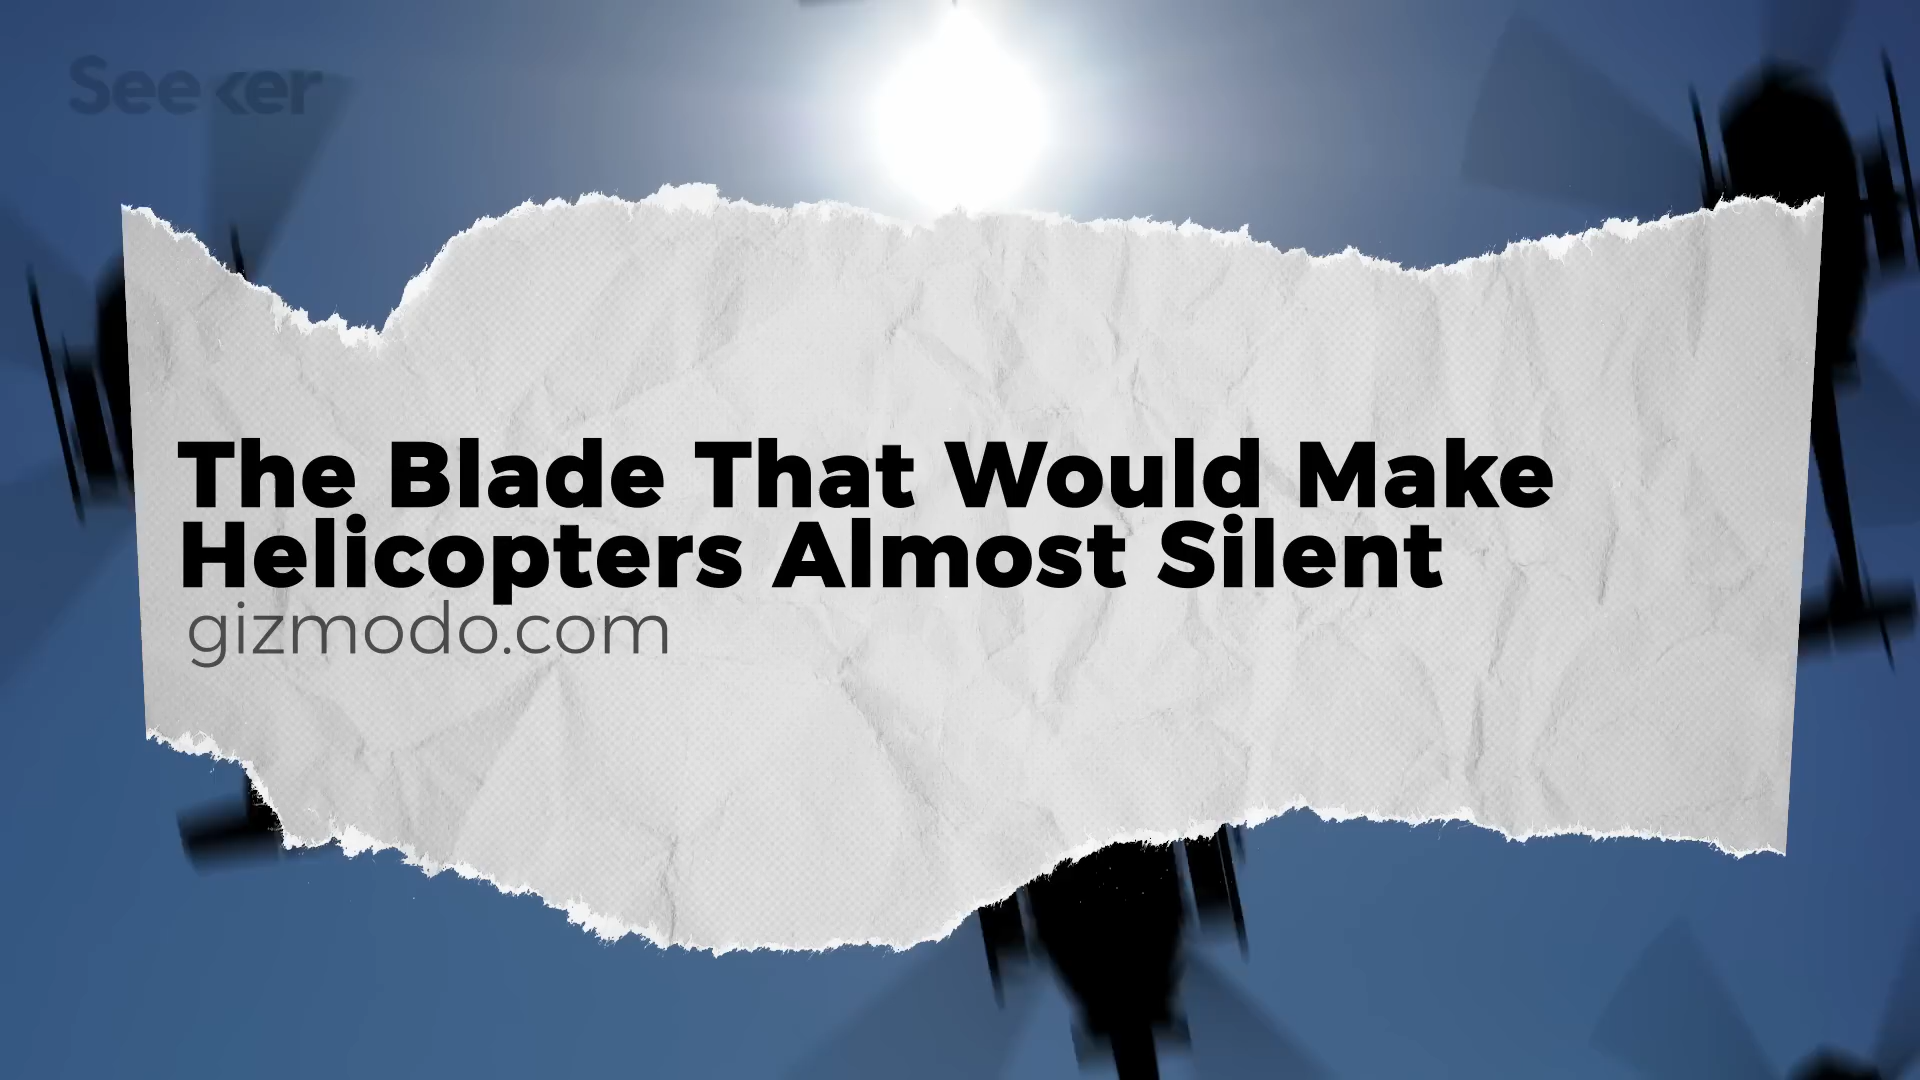 Seeker
The Blade That Would Make
Helicopters Almost Silent
gizmodo.com